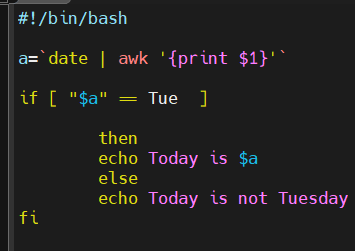 #!/bin/bash
a=`date | awk '{print $1}'`
if [ "$a" == Tue  ]
then
echo Today is $a
else
echo Today is not Tuesday
fi